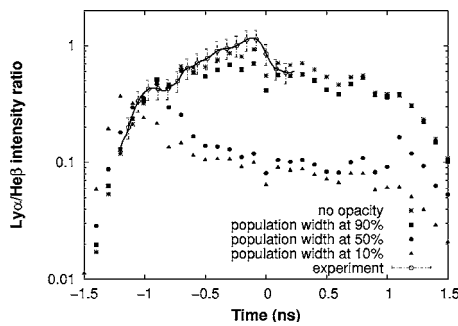 Lyα/Heβ intensity ratio
1
0.1
0.01
no opacity
population width at 90%
population width at 50%
population width at 10%
experiment
−1.5 −1 −0.5 0 0.5 1 1.5
Time (ns)